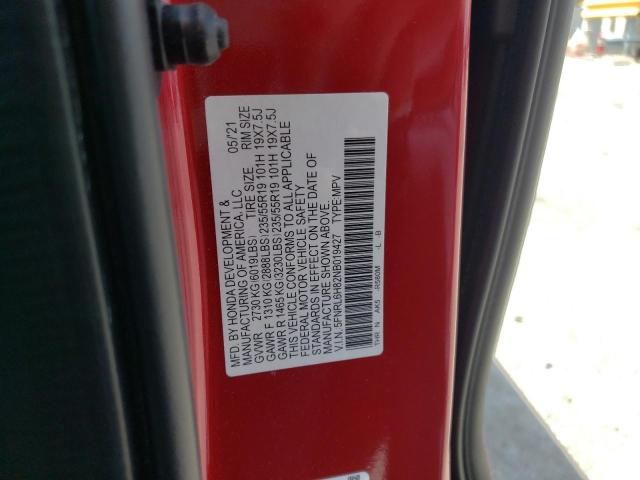 MFD. BY HONDA DEVELOPMENT &
MANUFACTURING OF AMERICA, LLC 05/'21
GVWR 2730 KG (6019LBS) TIRE SIZE RIM SIZE
GAWR F 1310 KG (2888LBS) 235/55R19 101H 19X7.5J
GAWR R 1465 KG (3230LBS) 235/55R19 101H 19X7.5J
THIS VEHICLE CONFORMS TO ALL APPLICABLE
FEDERAL MOTOR VEHICLE SAFETY
STANDARDS IN EFFECT ON THE DATE OF
MANUFACTURE SHOWN ABOVE.
V.I.N. 5FNRL6H82NB019427 TYPE:MPV
THR N AK5 R560M -L B